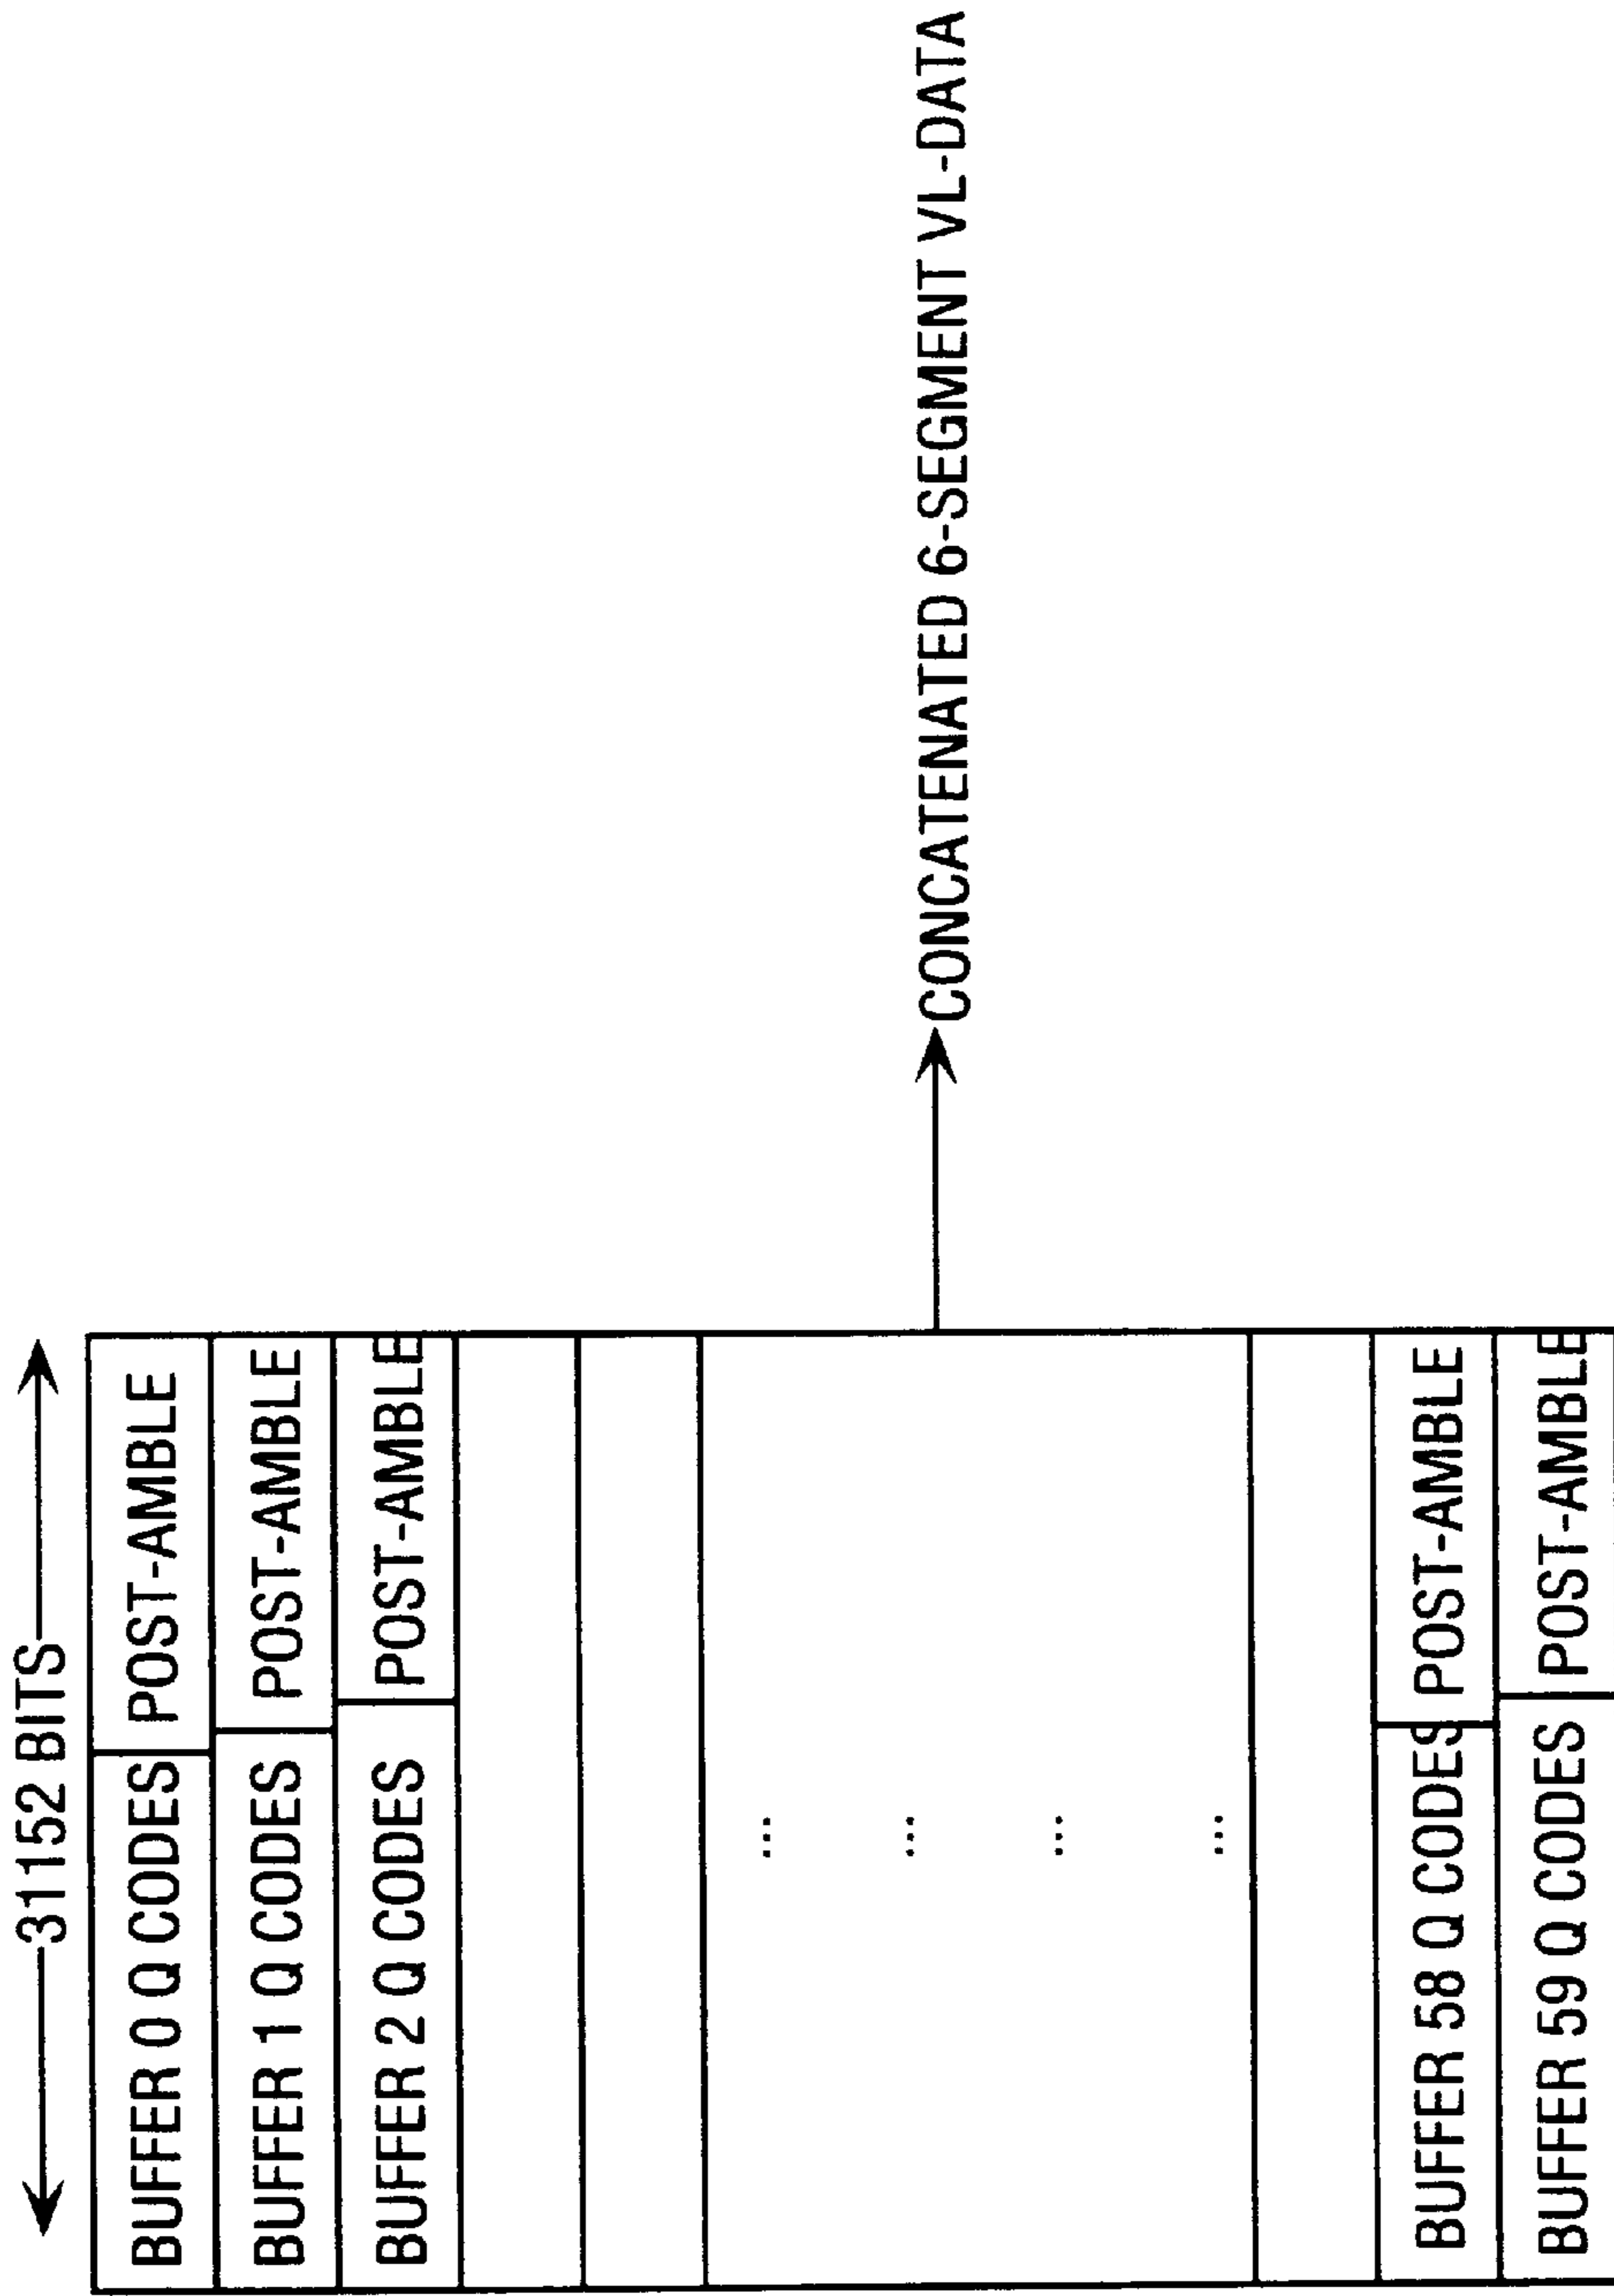 31152 BITS
BUFFER 0 Q CODES POST-AMBLE
BUFFER 1 Q CODES POST-AMBLE
BUFFER 2 Q CODES POST-AMBLE
...
...
...
...
BUFFER 58 Q CODES POST-AMBLE
BUFFER 59 Q CODES POST-AMBLE
CONCATENATED 6-SEGMENT VL-DATA